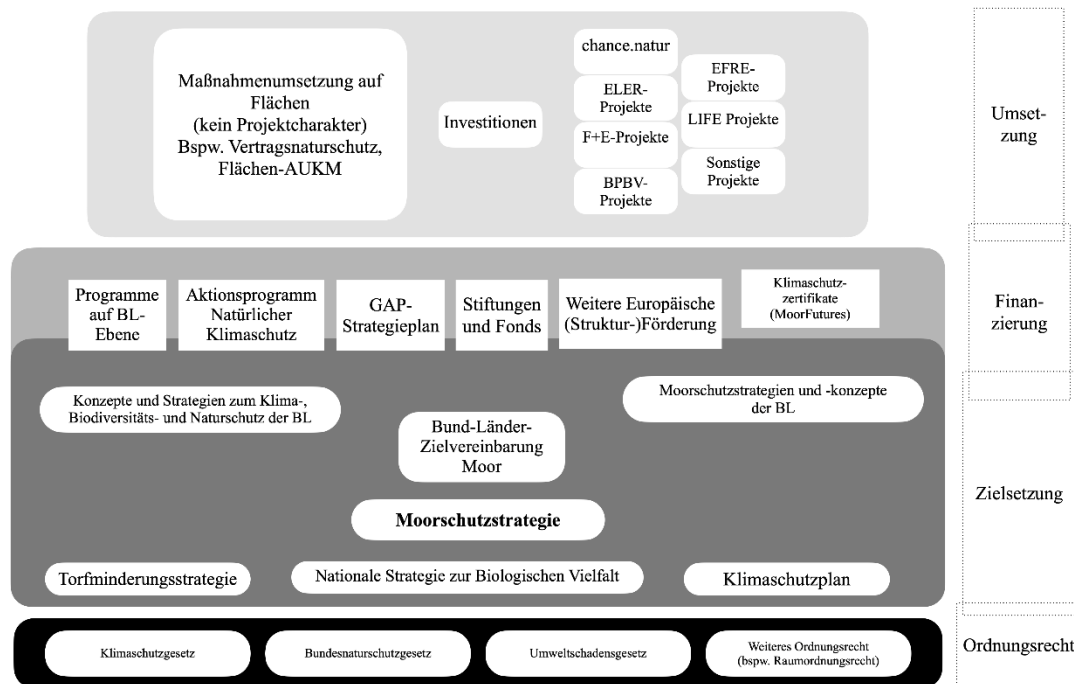 Maßnahmenumsetzung auf
Flächen
(kein Projektcharakter)
Bspw. Vertragsnaturschutz,
Flächen-AUKM
Investitionen
chance.natur
ELER-
Projekte
F+E-Projekte
BPBV-
Projekte
EFRE-
Projekte
LIFE Projekte
Sonstige
Projekte
Umset-
zung
Programme
auf BL-
Ebene
Aktionsprogramm
Natürlicher
Klimaschutz
GAP-
Strategieplan
Stiftungen
und Fonds
Weitere Europäische
(Struktur-)Förderung
Klimaschutz-
zertifikate
(MoorFutures)
Finan-
zierung
Konzepte und Strategien zum Klima-,
Biodiversitäts- und Naturschutz der BL
Moorschutzstrategien und -konzepte
der BL
Bund-Länder-
Zielvereinbarung
Moor
Moorschutzstrategie
Torfminderungsstrategie
Nationale Strategie zur Biologischen Vielfalt
Klimaschutzplan
Zielsetzung
Klimaschutzgesetz
Bundesnaturschutzgesetz
Umweltschadensgesetz
Weiteres Ordnungsrecht
(bspw. Raumordnungsrecht)
Ordnungsrecht